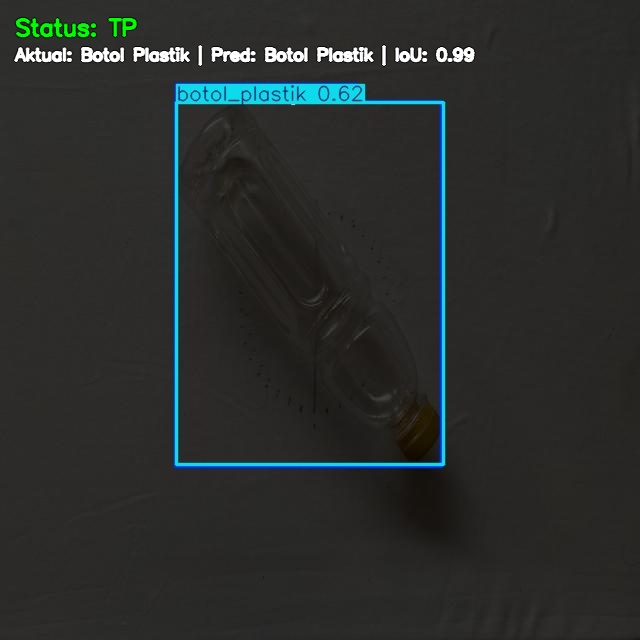 Status: TP
Aktual: Botol Plastik | Pred: Botol Plastik | IoU: 0.99
botol_plastik 0.62